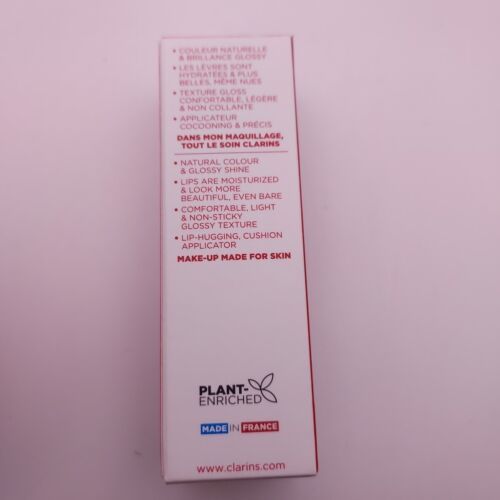 • COULEUR NATURELLE
& BRILLANCE GLOSSY
• LES LÈVRES SONT
HYDRATÉES & PLUS
BELLES, MÊME NUES
• TEXTURE GLOSS
CONFORTABLE, LÉGÈRE
& NON COLLANTE
• APPLICATEUR
COCOONING & PRÉCIS
DANS MON MAQUILLAGE,
TOUT LE SOIN CLARINS
• NATURAL COLOUR
& GLOSSY SHINE
• LIPS ARE MOISTURIZED
& LOOK MORE
BEAUTIFUL, EVEN BARE
• COMFORTABLE, LIGHT
& NON-STICKY
GLOSSY TEXTURE
• LIP-HUGGING, CUSHION
APPLICATOR
MAKE-UP MADE FOR SKIN
PLANT-
ENRICHED
MADE IN FRANCE
www.clarins.com